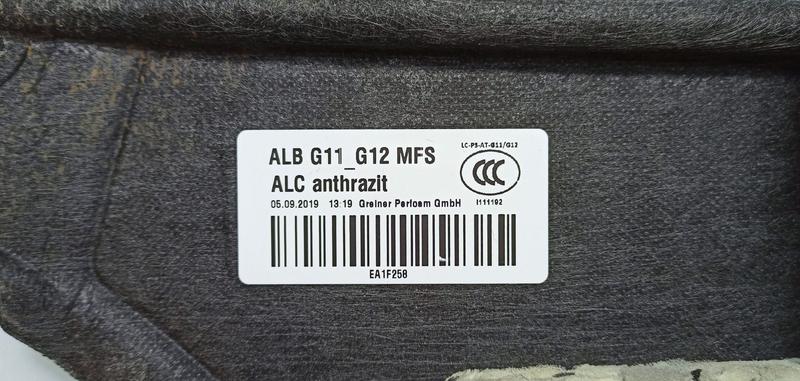 ALB G11_G12 MFS
ALC anthrazit
05.09.2019 13:19 Greiner Perfoam GmbH
LC-PS-AT-G11/G12
CCC
I111192
EA1F258